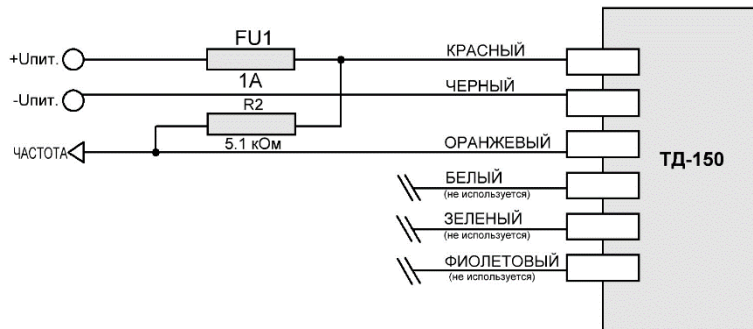 FU1
+Uпит.
1А
-Uпит.
R2
5.1 кОм
ЧАСТОТА
КРАСНЫЙ
ЧЕРНЫЙ
ОРАНЖЕВЫЙ
БЕЛЫЙ
(не используется)
ЗЕЛЕНЫЙ
(не используется)
ФИОЛЕТОВЫЙ
(не используется)
ТД-150